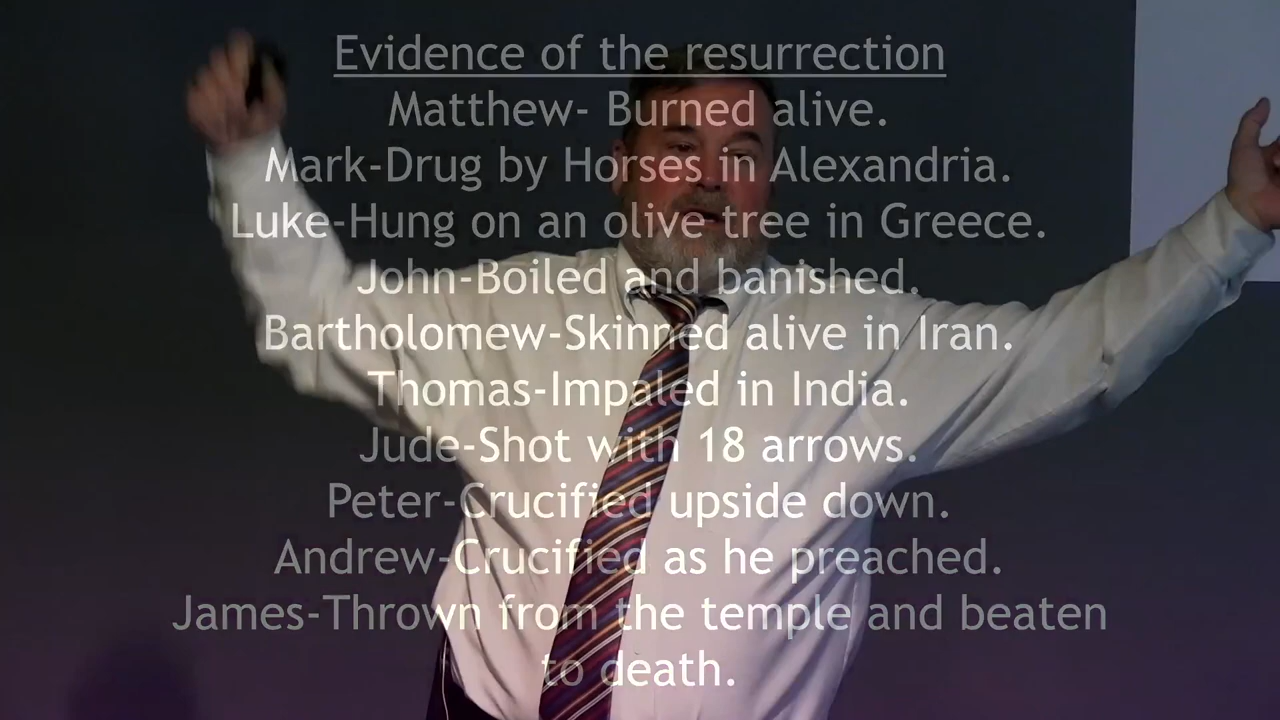 Evidence of the resurrection
Matthew- Burned alive.
Mark-Drug by Horses in Alexandria.
Luke-Hung on an olive tree in Greece.
John-Boiled and banished.
Bartholomew-Skinned alive in Iran.
Thomas-Impaled in India.
Jude-Shot with 18 arrows.
Peter-Crucified upside down.
Andrew-Crucified as he preached.
James-Thrown from the temple and beaten
to death.